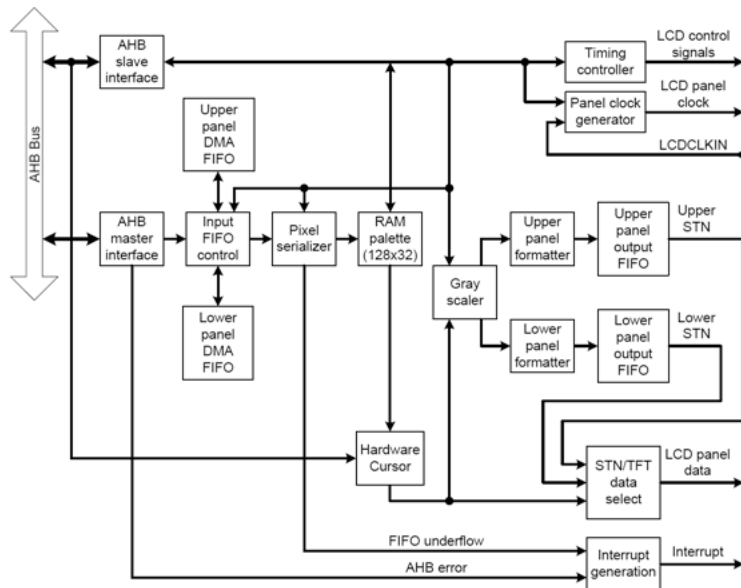 AHB Bus
AHB
slave
interface
Timing
controller
LCD control
signals
Panel clock
generator
LCD panel
clock
LCDCLKIN
Upper
panel
DMA
FIFO
AHB
master
interface
Input
FIFO
control
Pixel
serializer
RAM
palette
(128x32)
Lower
panel
DMA
FIFO
Gray
scaler
Upper
panel
formatter
Upper
panel
output
FIFO
Upper
STN
Lower
panel
formatter
Lower
panel
output
FIFO
Lower
STN
Hardware
Cursor
STN/TFT
data
select
LCD panel
data
FIFO underflow
AHB error
Interrupt
generation
Interrupt